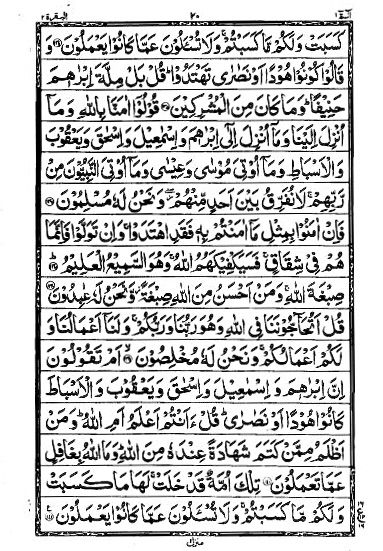 البقرة ٢ ٢٠ الٓمّٓ ١
كَسَبَتْ وَلَكُمْ مَّا كَسَبْتُمْ ۚ وَلَا تُسْـَٔلُوْنَ عَمَّا كَانُوْا يَعْمَلُوْنَ ۝ وَ
قَالُوْا كُوْنُوْا هُوْدًا اَوْ نَصٰرٰى تَهْتَدُوْا ؕ قُلْ بَلْ مِلَّةَ اِبْرٰهٖمَ
حَنِيْفًا ؕ وَمَا كَانَ مِنَ الْمُشْرِكِيْنَ ۝ قُوْلُوْٓا اٰمَنَّا بِاللّٰهِ وَمَآ
اُنْزِلَ اِلَيْنَا وَمَآ اُنْزِلَ اِلٰٓى اِبْرٰهٖمَ وَاِسْمٰعِيْلَ وَاِسْحٰقَ وَيَعْقُوْبَ
وَالْاَسْبَاطِ وَمَآ اُوْتِيَ مُوْسٰى وَعِيْسٰى وَمَآ اُوْتِيَ النَّبِيُّوْنَ مِنْ
رَّبِّهِمْ ۚ لَا نُفَرِّقُ بَيْنَ اَحَدٍ مِّنْهُمْ ۖ وَنَحْنُ لَهٗ مُسْلِمُوْنَ ۝
فَاِنْ اٰمَنُوْا بِمِثْلِ مَآ اٰمَنْتُمْ بِهٖ فَقَدِ اهْتَدَوْا ۚ وَاِنْ تَوَلَّوْا فَاِنَّمَا
هُمْ فِيْ شِقَاقٍ ۚ فَسَيَكْفِيْكَهُمُ اللّٰهُ ۚ وَهُوَ السَّمِيْعُ الْعَلِيْمُ ۝
صِبْغَةَ اللّٰهِ ۚ وَمَنْ اَحْسَنُ مِنَ اللّٰهِ صِبْغَةً ؗ وَّنَحْنُ لَهٗ عٰبِدُوْنَ
قُلْ اَتُحَآجُّوْنَنَا فِي اللّٰهِ وَهُوَ رَبُّنَا وَرَبُّكُمْ ۚ وَلَنَآ اَعْمَالُنَا وَ
لَكُمْ اَعْمَالُكُمْ ۚ وَنَحْنُ لَهٗ مُخْلِصُوْنَ ۝ اَمْ تَقُوْلُوْنَ
اِنَّ اِبْرٰهٖمَ وَاِسْمٰعِيْلَ وَاِسْحٰقَ وَيَعْقُوْبَ وَالْاَسْبَاطَ
كَانُوْا هُوْدًا اَوْ نَصٰرٰى ؕ قُلْ ءَاَنْتُمْ اَعْلَمُ اَمِ اللّٰهُ ؕ وَمَنْ
اَظْلَمُ مِمَّنْ كَتَمَ شَهَادَةً عِنْدَهٗ مِنَ اللّٰهِ ؕ وَمَا اللّٰهُ بِغَافِلٍ
عَمَّا تَعْمَلُوْنَ ۝ تِلْكَ اُمَّةٌ قَدْ خَلَتْ ۚ لَهَا مَا كَسَبَتْ
وَلَكُمْ مَّا كَسَبْتُمْ ۚ وَلَا تُسْـَٔلُوْنَ عَمَّا كَانُوْا يَعْمَلُوْنَ ۝
منزل ١